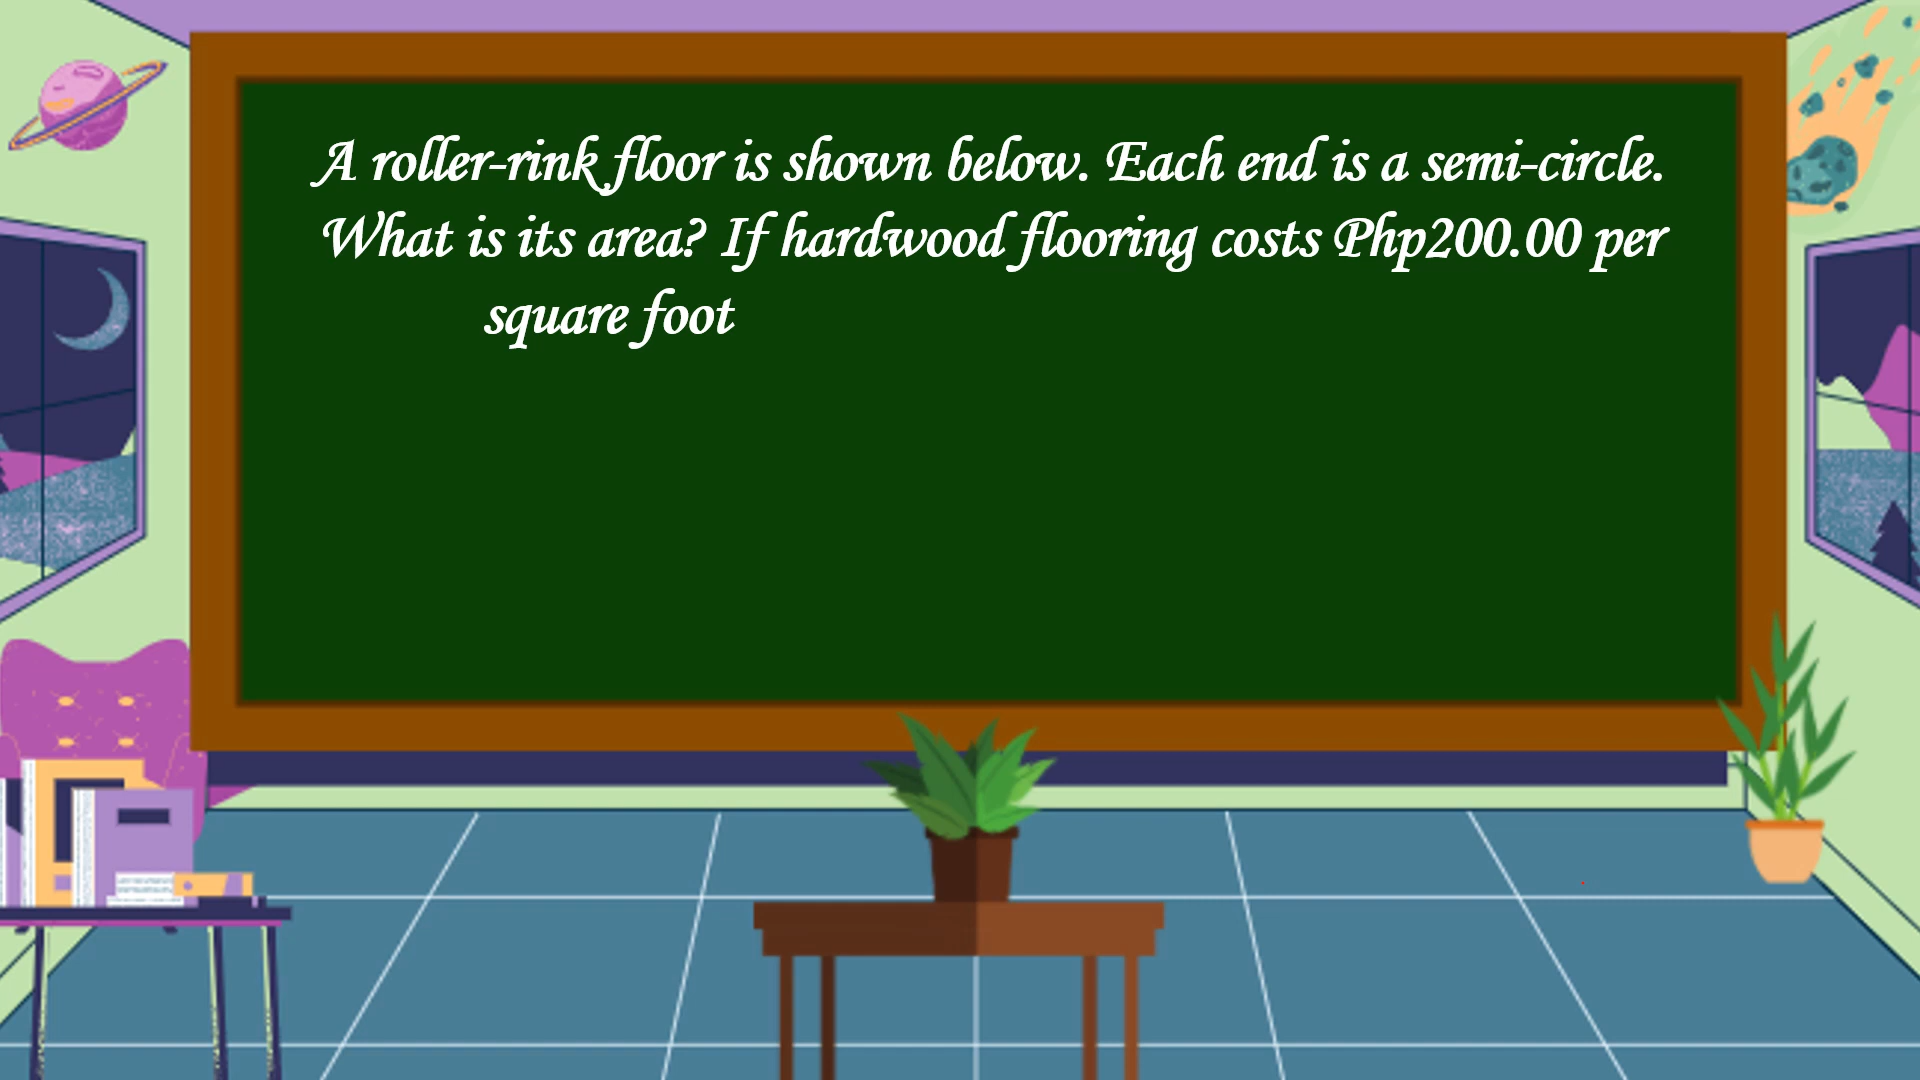 A roller-rink floor is shown below. Each end is a semi-circle.
What is its area? If hardwood flooring costs Php200.00 per
square foot